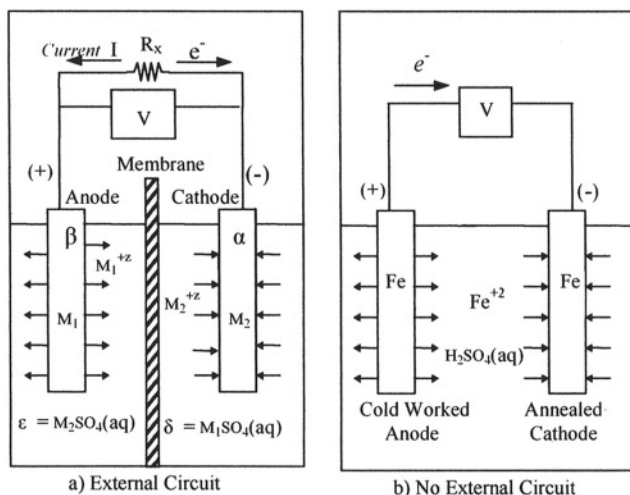 Current I
Rx
e-
V
Membrane
(+)
(-)
Anode
Cathode
β
α
M1+z
M2+z
M1
M2
ε = M2SO4(aq)
δ = M1SO4(aq)
a) External Circuit
e-
V
(+)
(-)
Fe
Fe+2
Fe
H2SO4(aq)
Cold Worked
Anode
Annealed
Cathode
b) No External Circuit